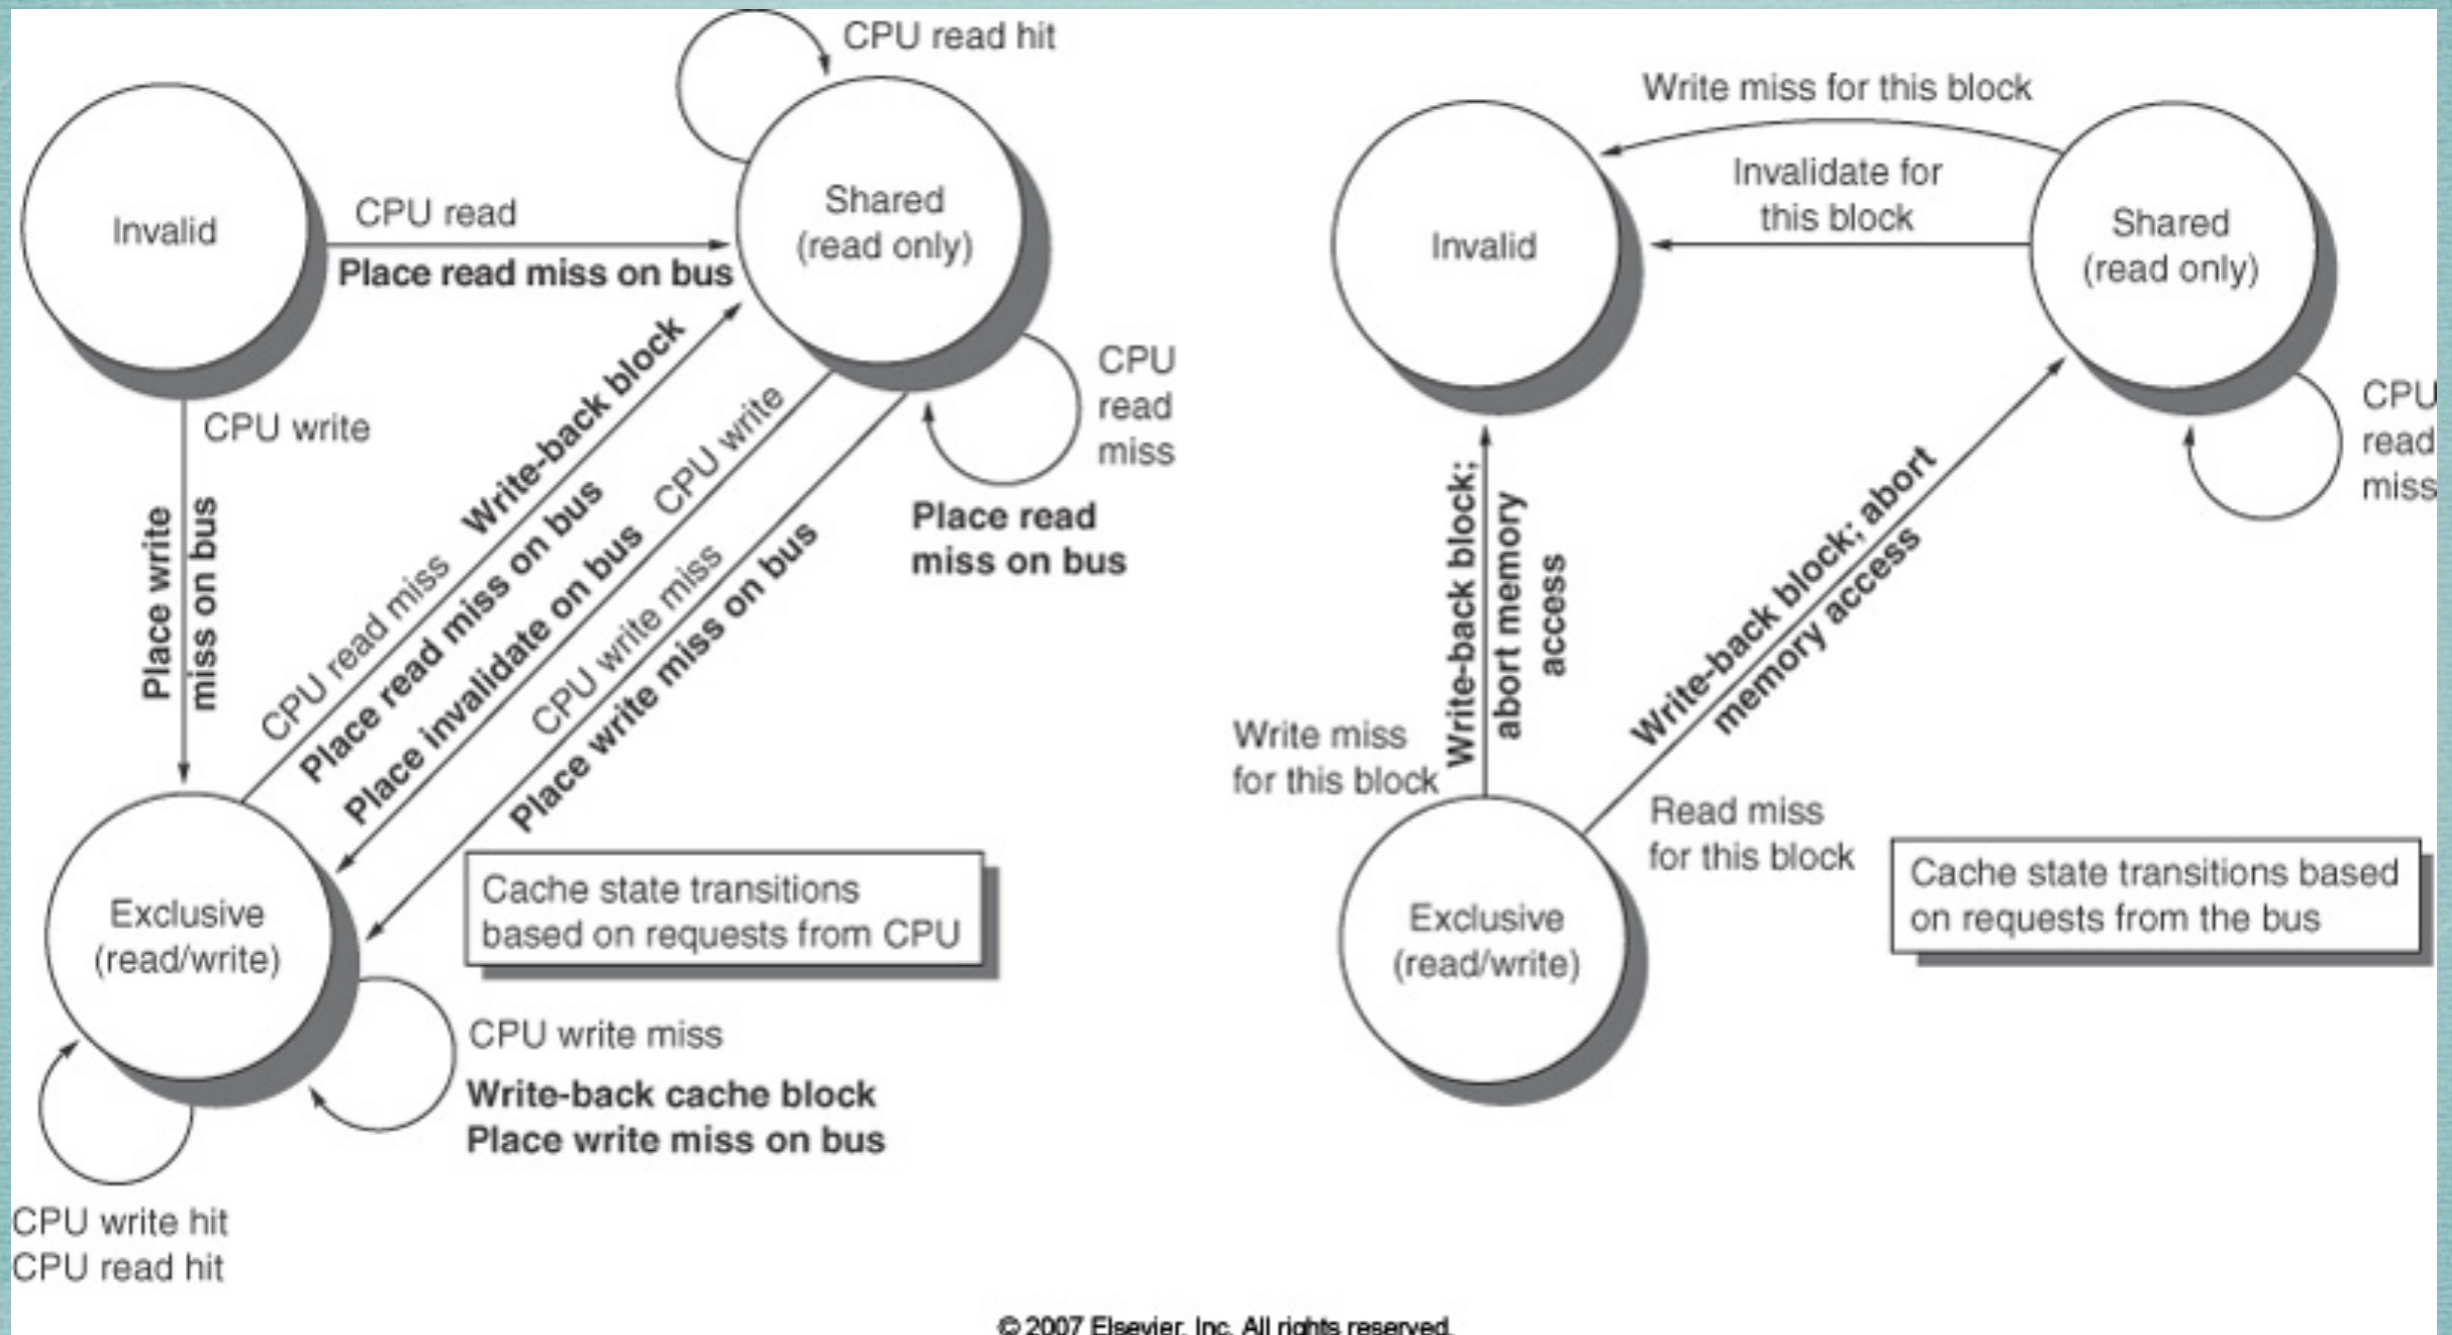 CPU read hit
Invalid
CPU read
Place read miss on bus
Shared
(read only)
CPU
read
miss
Place read
miss on bus
CPU write
Place write
miss on bus
CPU read miss Write-back block
Place read miss on bus
Place invalidate on bus CPU write
CPU write miss
Place write miss on bus
Exclusive
(read/write)
Cache state transitions
based on requests from CPU
CPU write miss
Write-back cache block
Place write miss on bus
CPU write hit
CPU read hit
Write miss for this block
Invalidate for
this block
Invalid
Shared
(read only)
CPU
read
miss
Write-back block;
abort memory
access
Write-back block; abort
memory access
Write miss
for this block
Read miss
for this block
Exclusive
(read/write)
Cache state transitions based
on requests from the bus
© 2007 Elsevier, Inc. All rights reserved.